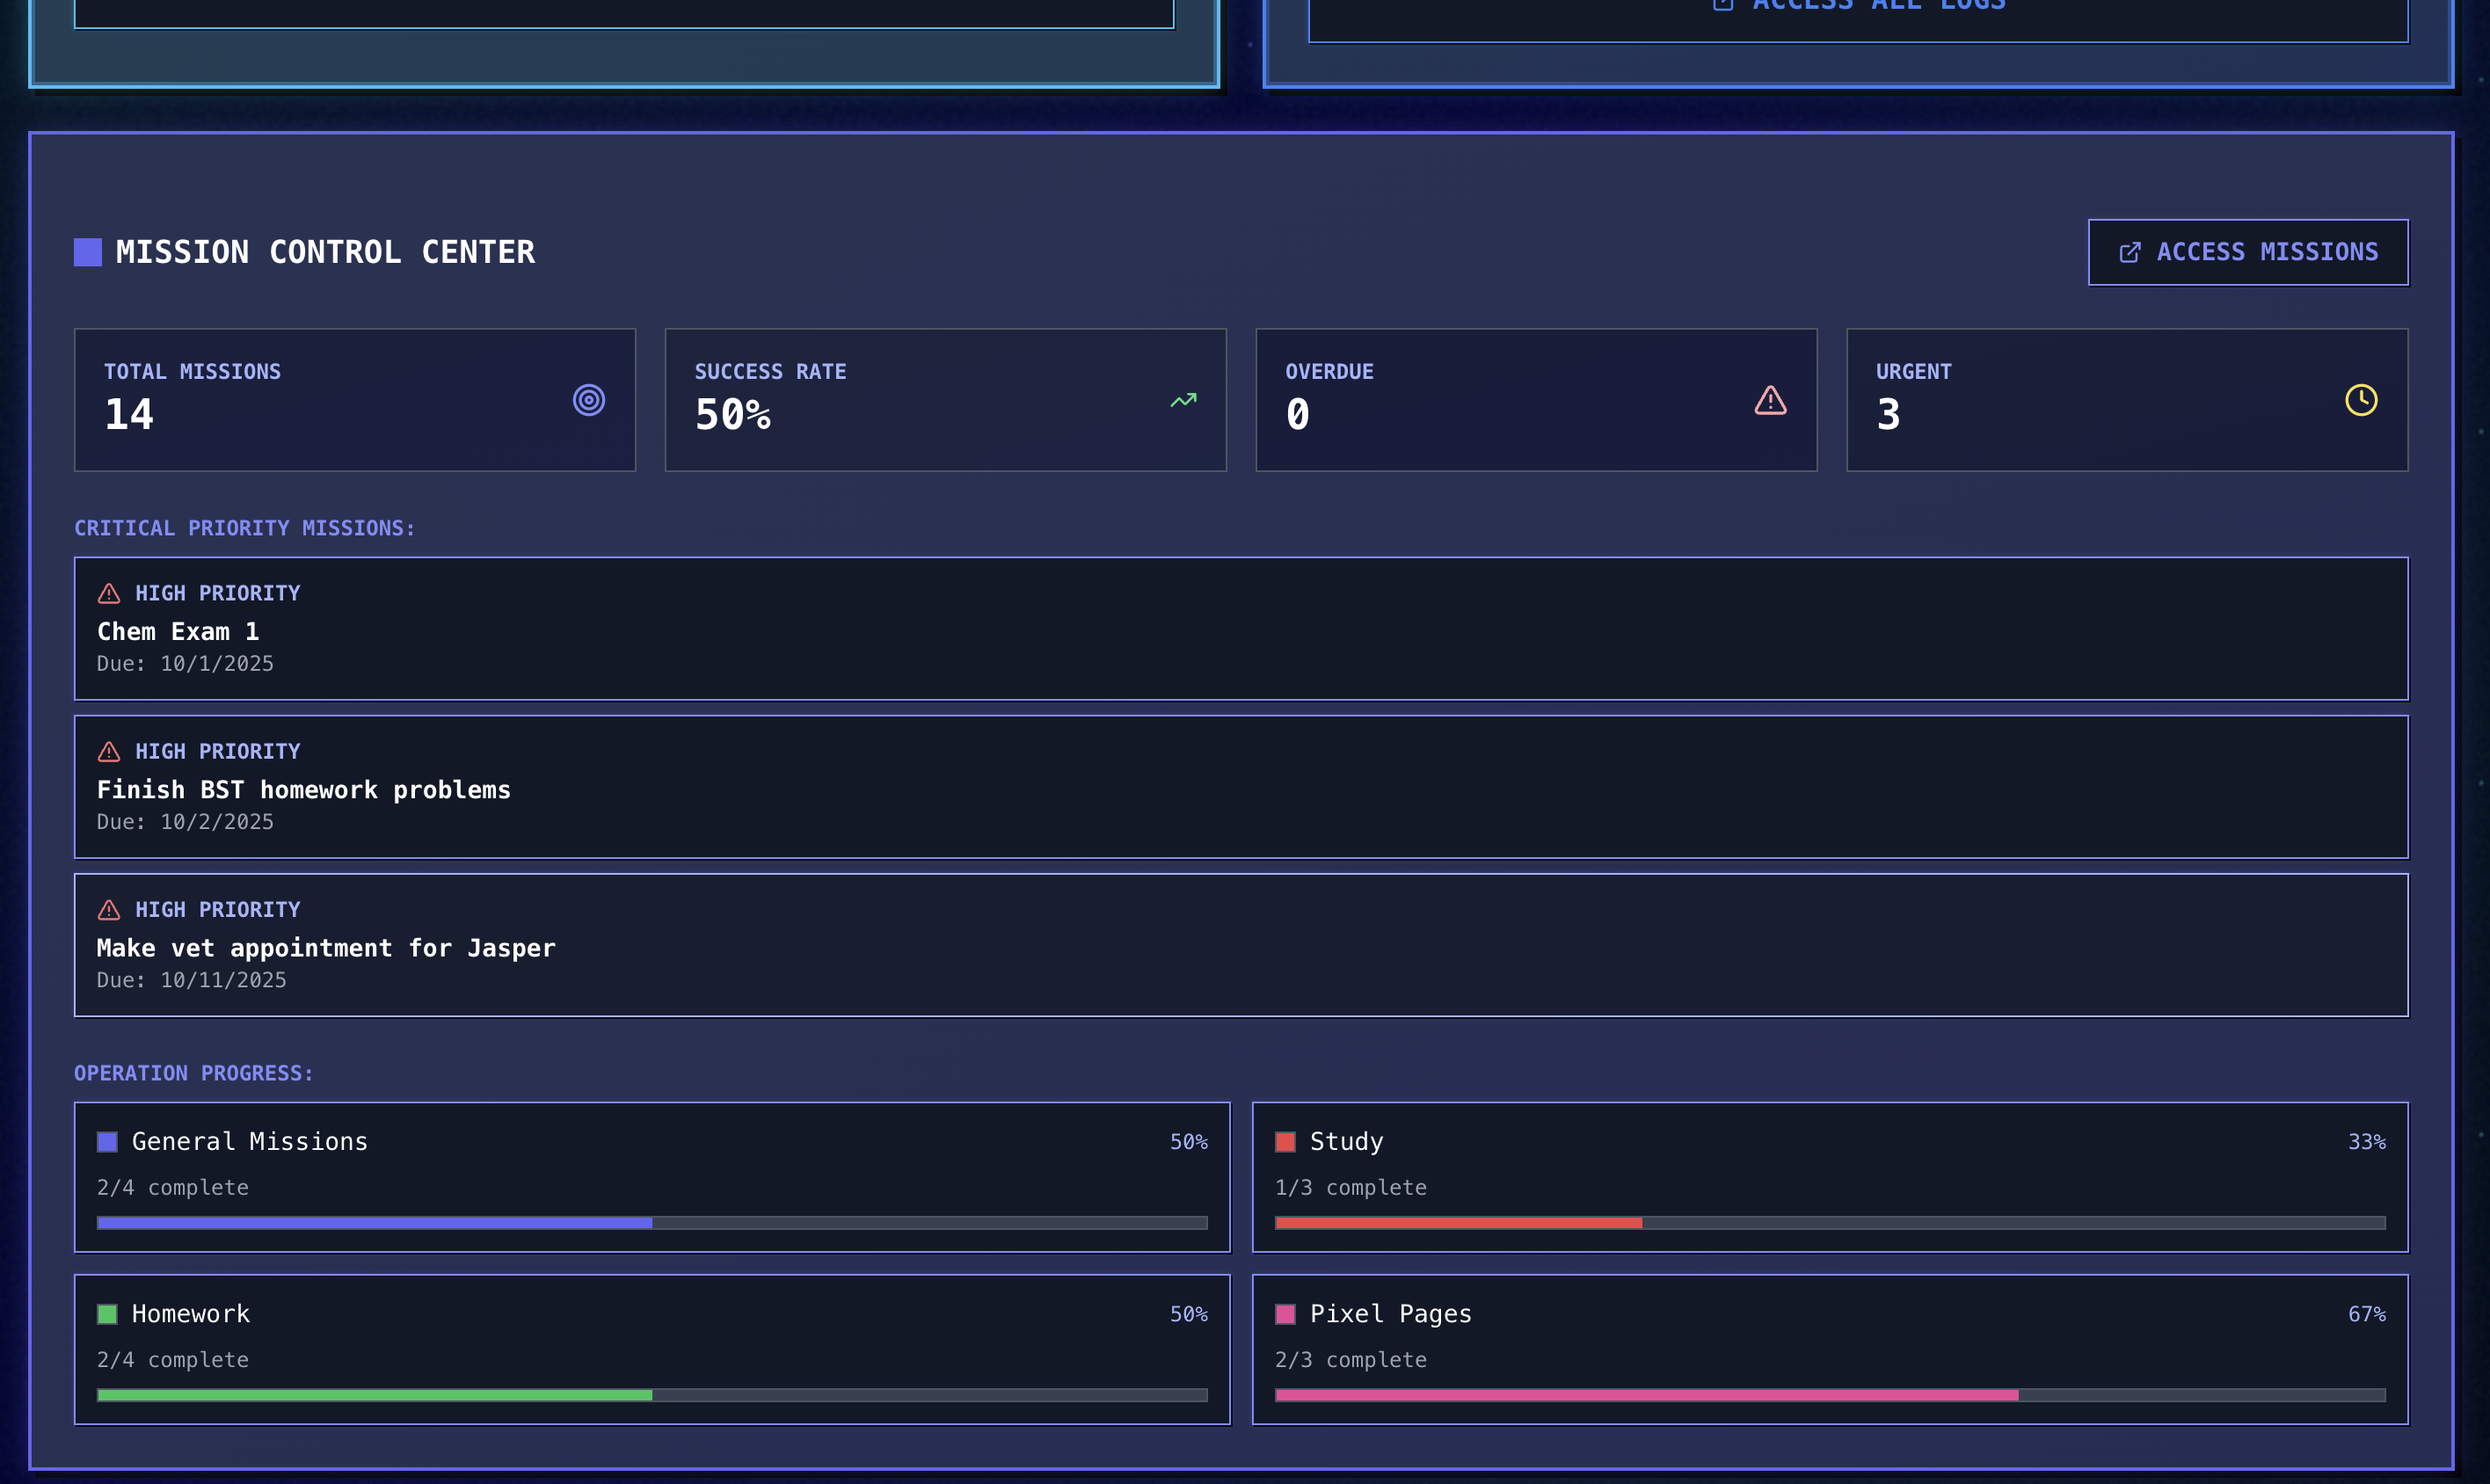 ACCESS ALL LOGS
MISSION CONTROL CENTER
ACCESS MISSIONS
TOTAL MISSIONS
14
SUCCESS RATE
50%
OVERDUE
0
URGENT
3
CRITICAL PRIORITY MISSIONS:
HIGH PRIORITY
Chem Exam 1
Due: 10/1/2025
HIGH PRIORITY
Finish BST homework problems
Due: 10/2/2025
HIGH PRIORITY
Make vet appointment for Jasper
Due: 10/11/2025
OPERATION PROGRESS:
General Missions
50%
2/4 complete
Study
33%
1/3 complete
Homework
50%
2/4 complete
Pixel Pages
67%
2/3 complete